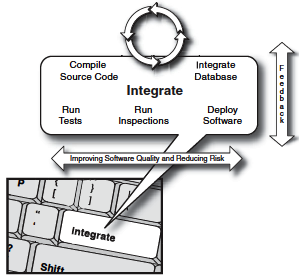 Compile
Source Code
Integrate
Database
Integrate
Run
Tests
Run
Inspections
Deploy
Software
Feedback
Improving Software Quality and Reducing Risk
P
{
[
}
]
"
'
Integrate
?
Shift